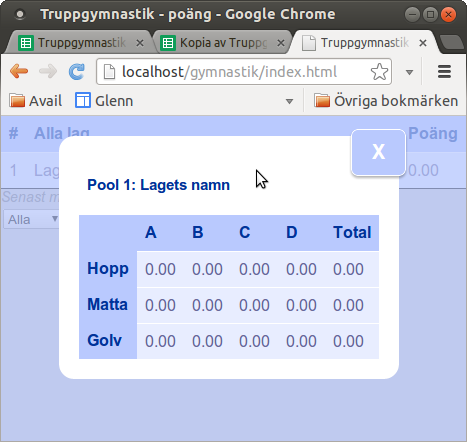 Truppgymnastik - poäng - Google Chrome
Truppgymnastik
Kopia av Truppg
Truppgymnastik
localhost/gymnastik/index.html
Avail Glenn Övriga bokmärken
# Alla lag Poäng
1 Lag 0.00
Senast m
Alla
X
Pool 1: Lagets namn
A B C D Total
Hopp 0.00 0.00 0.00 0.00 0.00
Matta 0.00 0.00 0.00 0.00 0.00
Golv 0.00 0.00 0.00 0.00 0.00